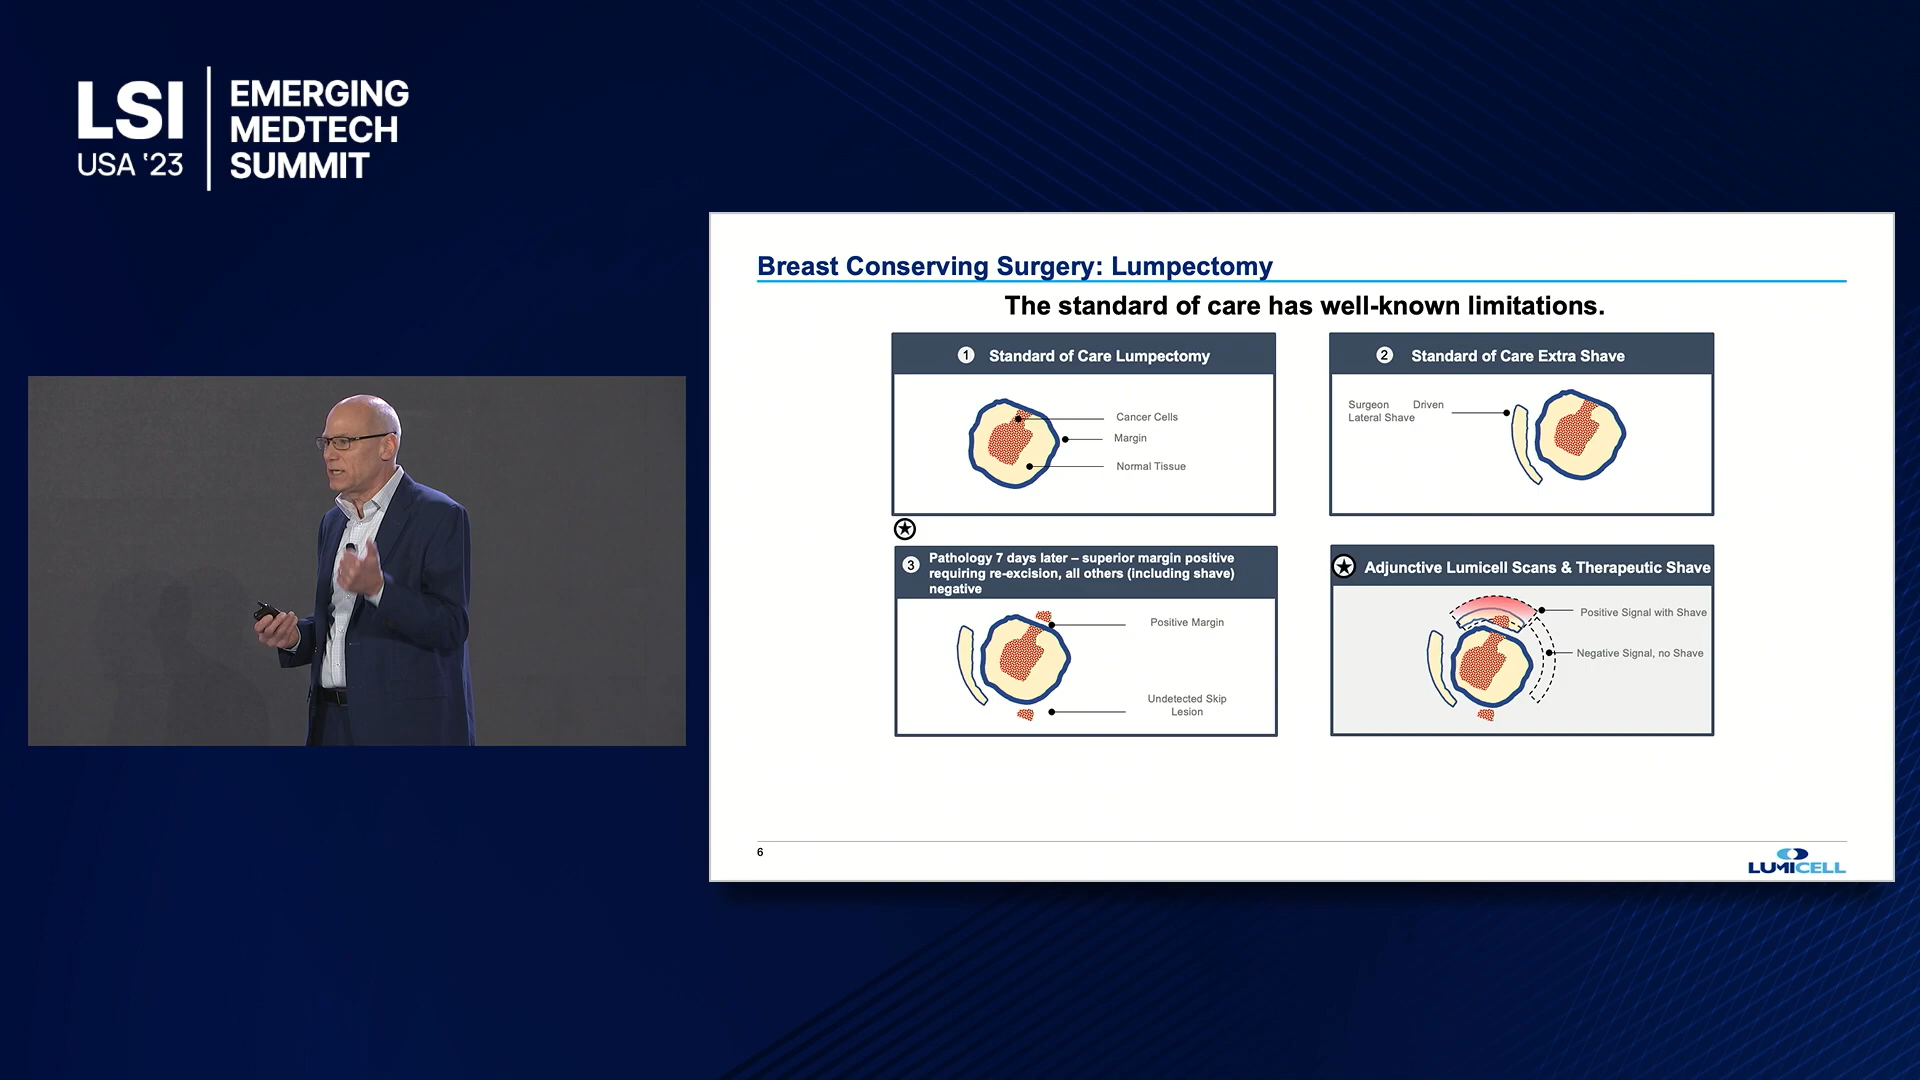 LSI
USA '23
EMERGING
MEDTECH
SUMMIT
Breast Conserving Surgery: Lumpectomy
The standard of care has well-known limitations.
1 Standard of Care Lumpectomy
Cancer Cells
Margin
Normal Tissue
2 Standard of Care Extra Shave
Surgeon Driven
Lateral Shave
3 Pathology 7 days later – superior margin positive
requiring re-excision, all others (including shave)
negative
Positive Margin
Undetected Skip
Lesion
Adjunctive Lumicell Scans & Therapeutic Shave
Positive Signal with Shave
Negative Signal, no Shave
6
LUMICELL